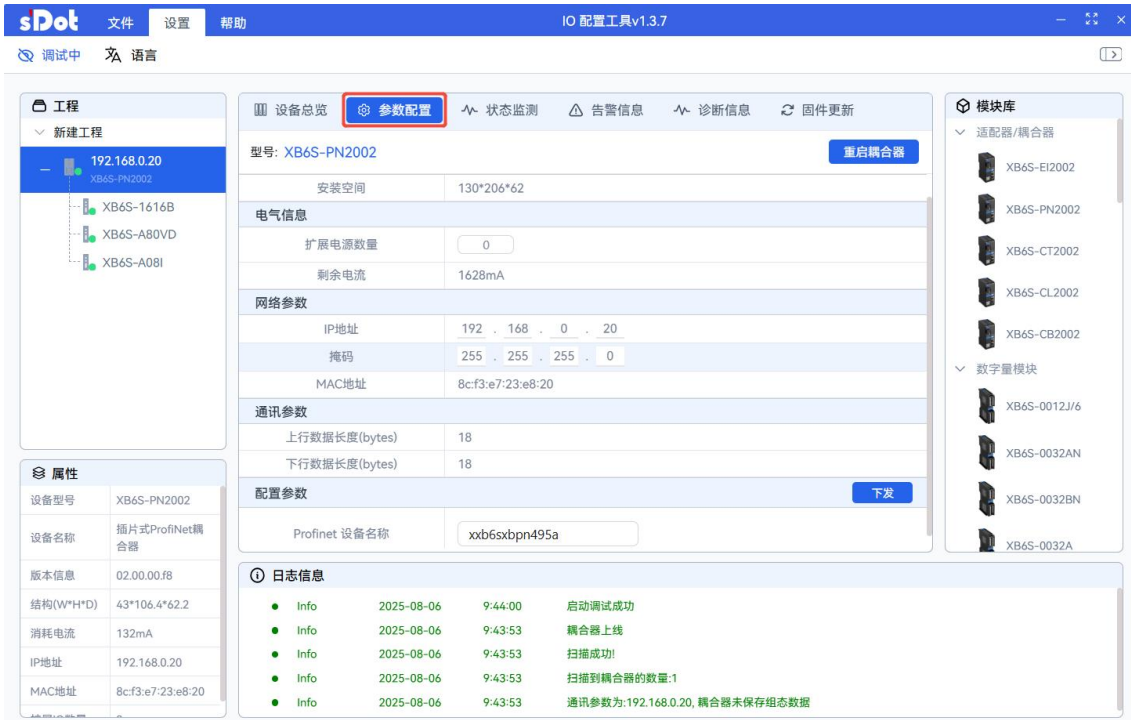 sDot 文件 设置 帮助 IO 配置工具v1.3.7
调试中 语言
工程
新建工程
192.168.0.20
XB6S-PN2002
XB6S-1616B
XB6S-A80VD
XB6S-A08I
属性
设备型号 XB6S-PN2002
设备名称 插片式ProfiNet耦
合器
版本信息 02.00.00.f8
结构(W*H*D) 43*106.4*62.2
消耗电流 132mA
IP地址 192.168.0.20
MAC地址 8c:f3:e7:23:e8:20
设备总览 参数配置 状态监测 告警信息 诊断信息 固件更新
型号: XB6S-PN2002 重启耦合器
安装空间 130*206*62
电气信息
扩展电源数量 0
剩余电流 1628mA
网络参数
IP地址 192 . 168 . 0 . 20
掩码 255 . 255 . 255 . 0
MAC地址 8c:f3:e7:23:e8:20
通讯参数
上行数据长度(bytes) 18
下行数据长度(bytes) 18
配置参数 下发
Profinet 设备名称 xxb6sxbpn495a
日志信息
Info 2025-08-06 9:44:00 启动调试成功
Info 2025-08-06 9:43:53 耦合器上线
Info 2025-08-06 9:43:53 扫描成功!
Info 2025-08-06 9:43:53 扫描到耦合器的数量:1
Info 2025-08-06 9:43:53 通讯参数为:192.168.0.20, 耦合器未保存组态数据
模块库
适配器/耦合器
XB6S-EI2002
XB6S-PN2002
XB6S-CT2002
XB6S-CL2002
XB6S-CB2002
数字量模块
XB6S-0012J/6
XB6S-0032AN
XB6S-0032BN
XB6S-0032A